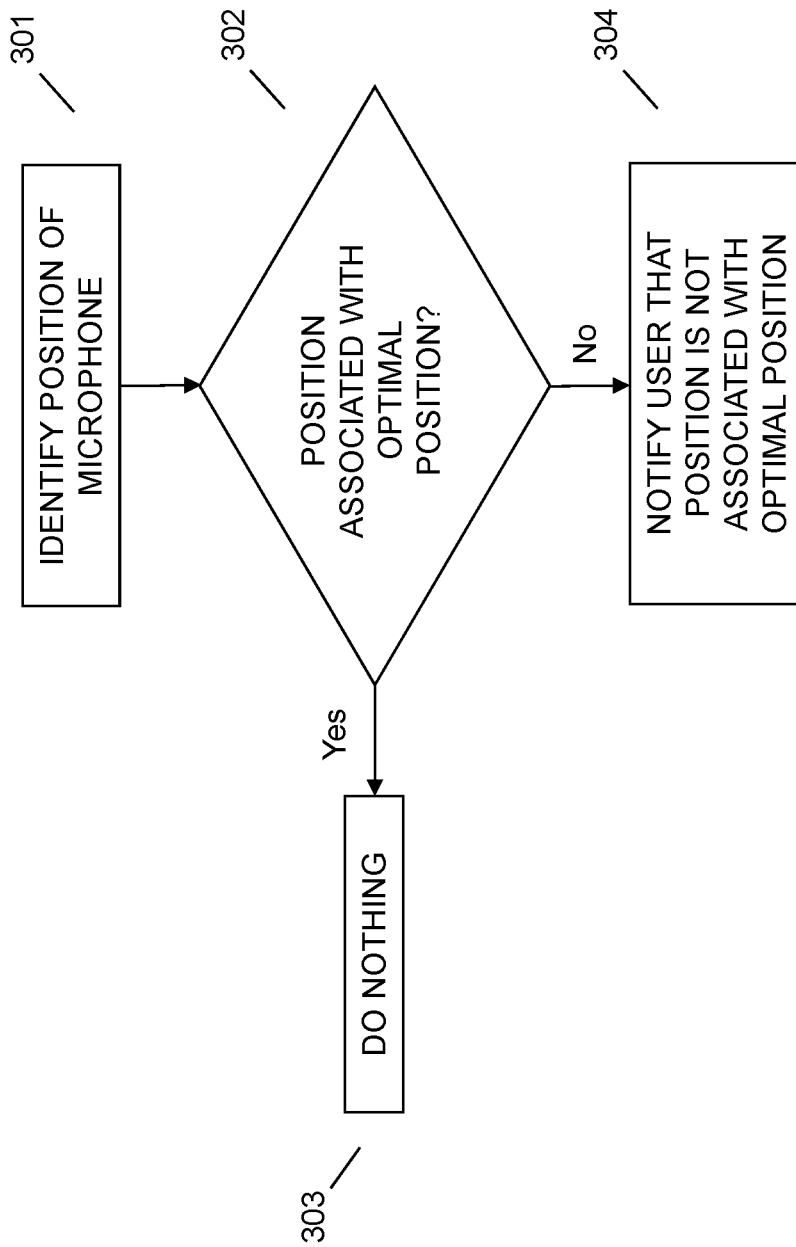 301
IDENTIFY POSITION OF
MICROPHONE
302
POSITION
ASSOCIATED WITH
OPTIMAL
POSITION?
Yes
303
DO NOTHING
No
304
NOTIFY USER THAT
POSITION IS NOT
ASSOCIATED WITH
OPTIMAL POSITION